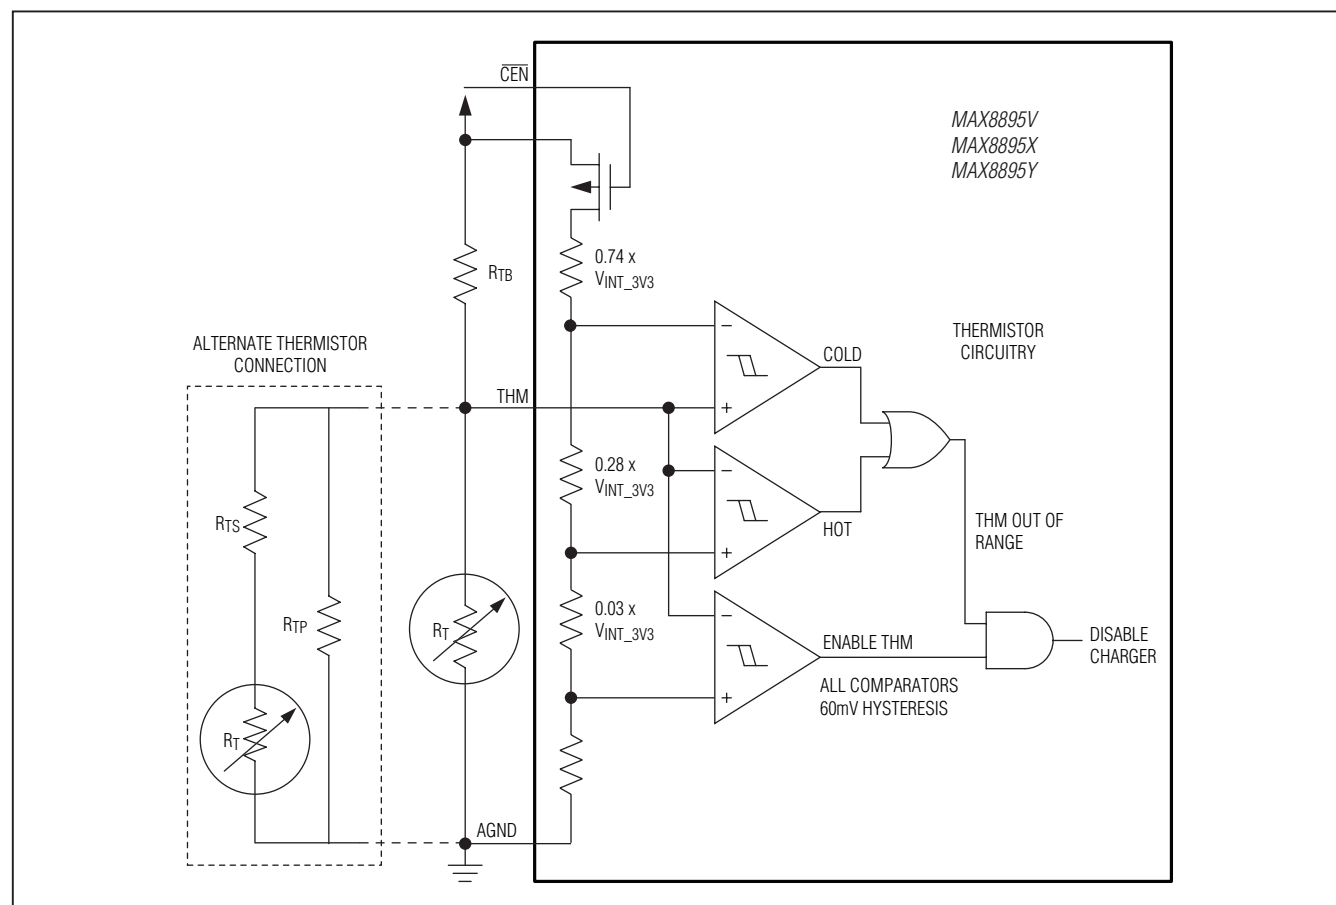 CEN
MAX8895V
MAX8895X
MAX8895Y
0.74 x
VINT_3V3
RTB
THERMISTOR
CIRCUITRY
ALTERNATE THERMISTOR
CONNECTION
−
COLD
+
THM
0.28 x
VINT_3V3
−
+
HOT
THM OUT OF
RANGE
RTS
RTP
RT
RT
0.03 x
VINT_3V3
−
+
ENABLE THM
DISABLE
CHARGER
ALL COMPARATORS
60mV HYSTERESIS
AGND